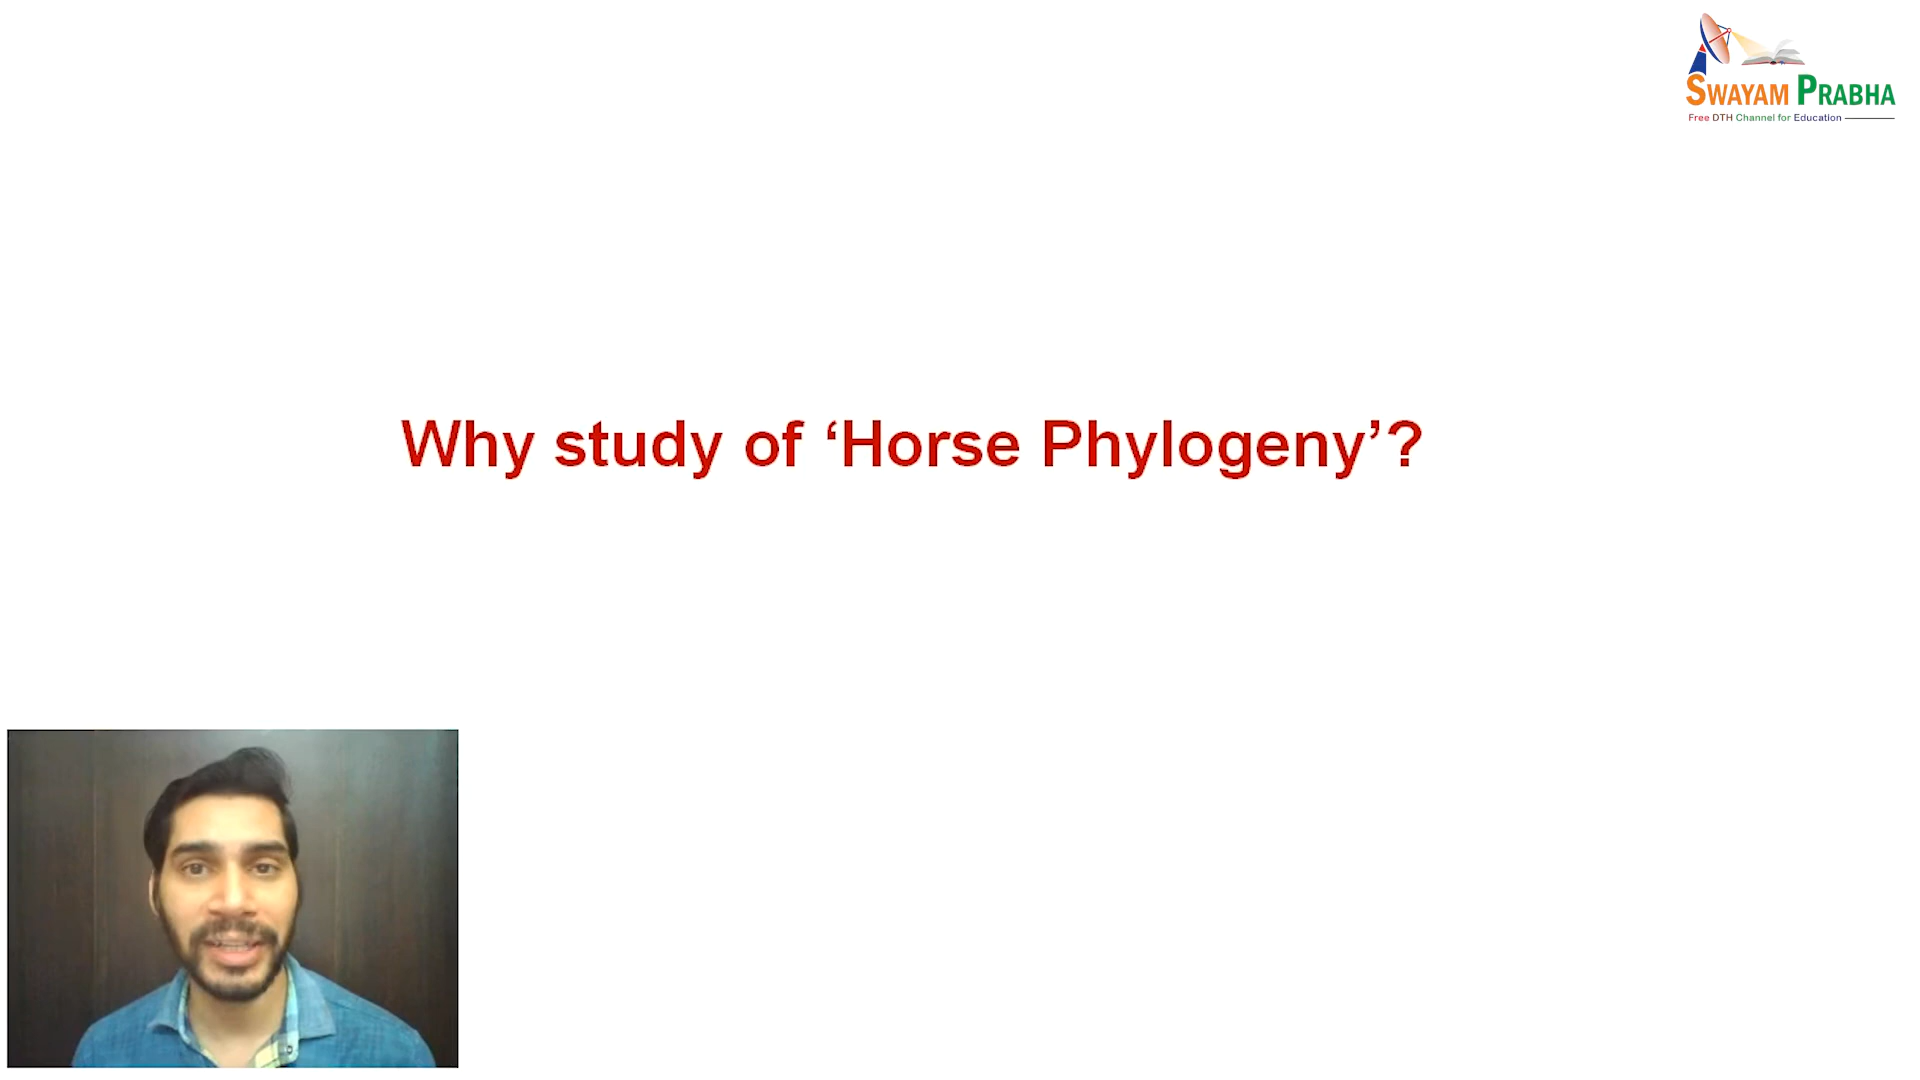 SWAYAM PRABHA
Free DTH Channel for Education
Why study of ‘Horse Phylogeny’?